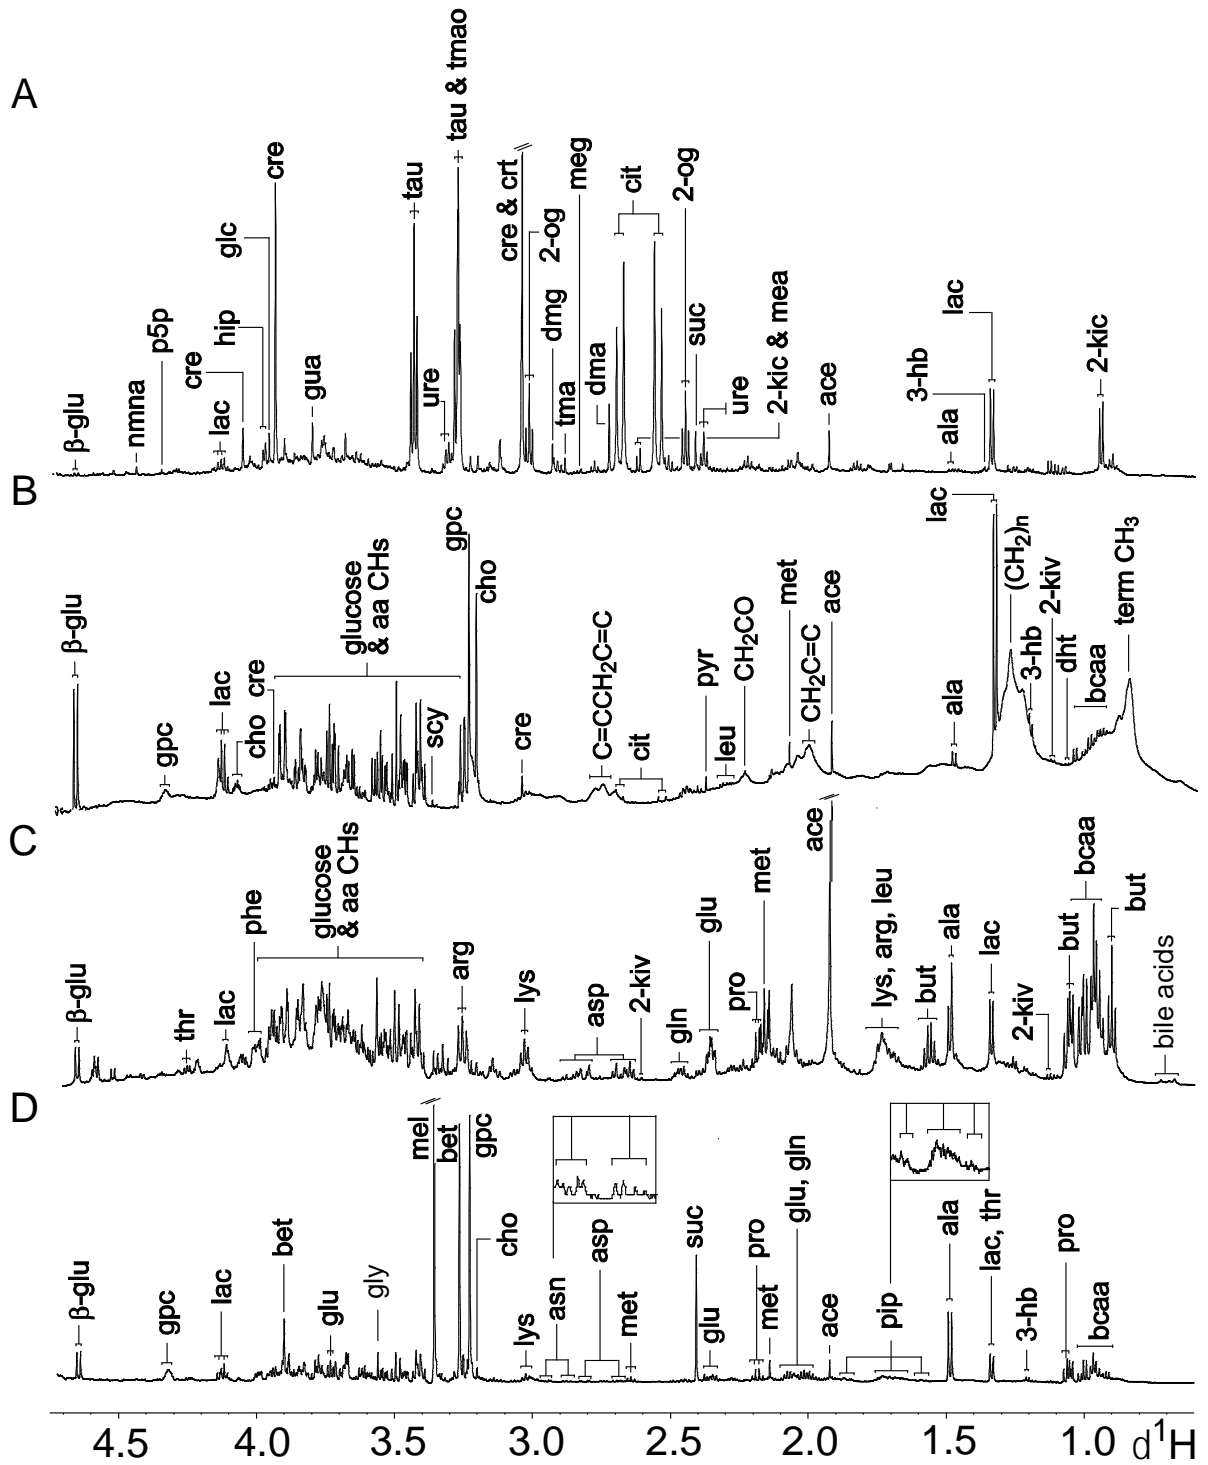 A
β-glu
nmna
p5p
cre
lac
hip
glc
cre
gua
tau
ure
tau & tmao
cre & crt
2-og
dmg
tma
meg
dma
cit
2-og
suc
ure
2-kic & mea
ace
3-hb
ala
lac
2-kic
B
β-glu
gpc
lac
cho
cre
glucose
& aa CHs
scy
gpc
cho
cre
C=CCH2C=C
cit
pyr
leu
CH2CO
met
CH2C=C
ace
ala
lac
(CH2)n
3-hb
2-kiv
dht
bcaa
term CH3
C
β-glu
thr
lac
phe
glucose
& aa CHs
arg
lys
asp
2-kiv
gln
glu
pro
met
ace
lys, arg, leu
but
ala
lac
2-kiv
but
bcaa
but
bile acids
D
β-glu
gpc
lac
bet
glu
gly
mel
bet
gpc
cho
lys
asn
asp
met
suc
glu
pro
met
glu, gln
ace
pip
ala
lac, thr
3-hb
pro
bcaa
4.5 4.0 3.5 3.0 2.5 2.0 1.5 1.0 d1H